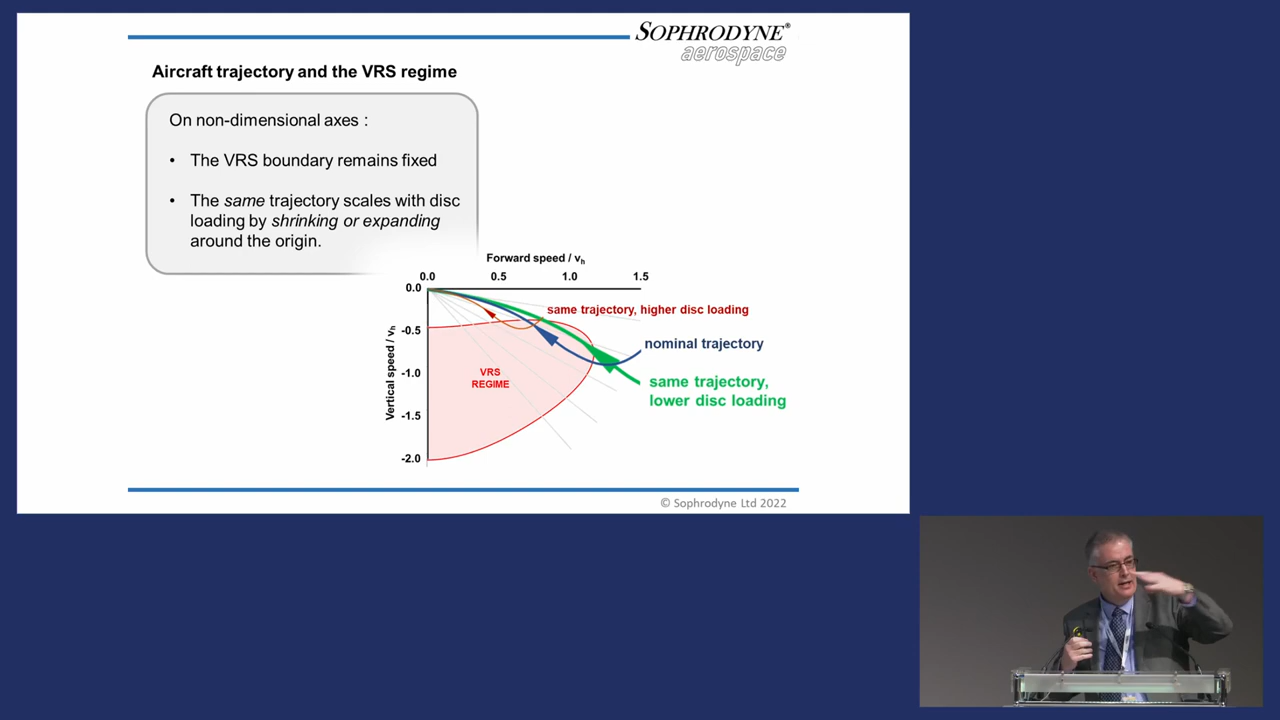 SOPHRODYNE®
aerospace
Aircraft trajectory and the VRS regime
On non-dimensional axes :
• The VRS boundary remains fixed
• The same trajectory scales with disc
loading by shrinking or expanding
around the origin.
Forward speed / vh
0.0 0.5 1.0 1.5
0.0
-0.5
-1.0
-1.5
-2.0
Vertical speed / vh
same trajectory, higher disc loading
nominal trajectory
same trajectory,
lower disc loading
VRS
REGIME
© Sophrodyne Ltd 2022